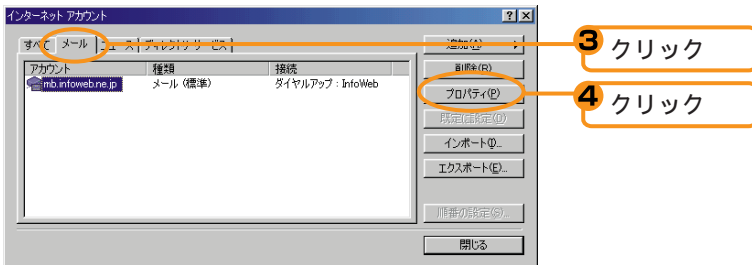 インターネット アカウント
すべて メール ニュース ディレクトリ サービス
追加(A)
アカウント 種類 接続
mb.infoweb.ne.jp メール (標準) ダイヤルアップ : InfoWeb
削除(R)
プロパティ(P)
既定に設定(D)
インポート(I)...
エクスポート(E)...
順番の設定(S)...
閉じる
3 クリック
4 クリック